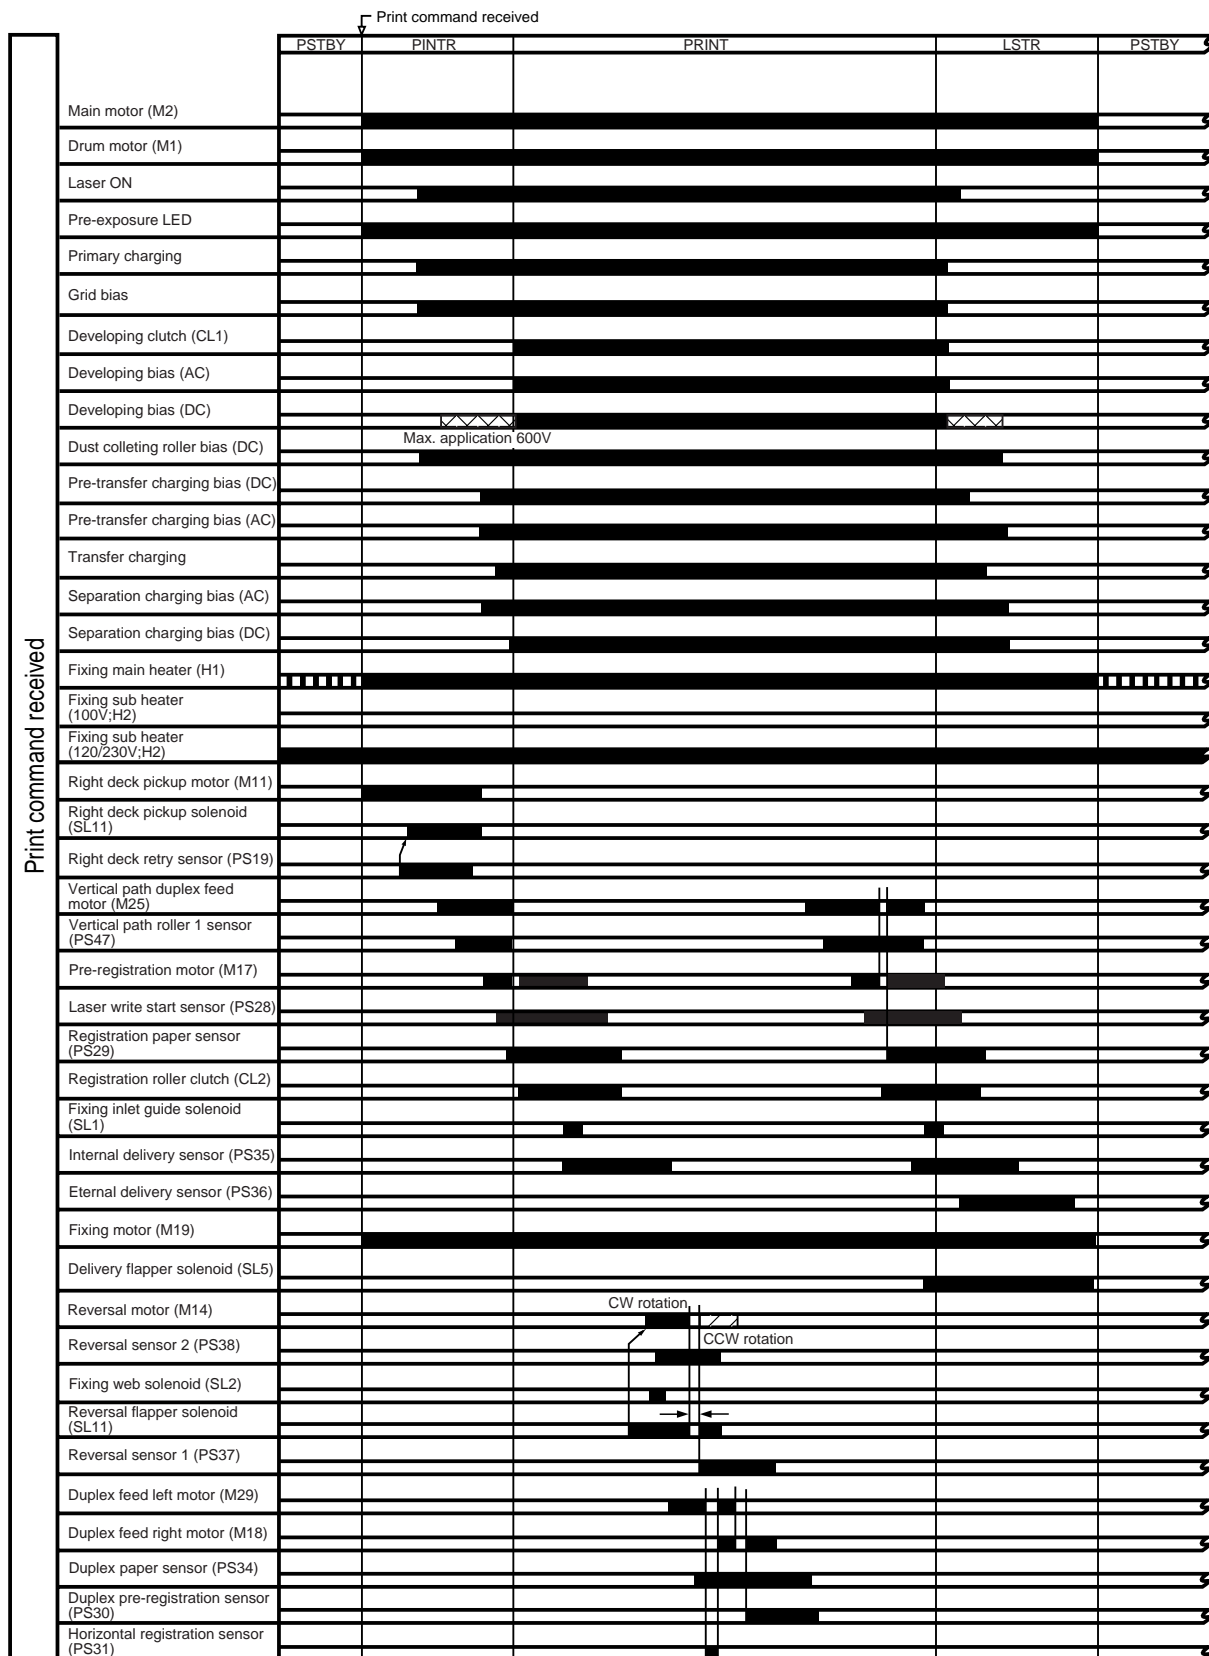 Print command received
PSTBY PINTR PRINT LSTR PSTBY
Print command received
Main motor (M2)
Drum motor (M1)
Laser ON
Pre-exposure LED
Primary charging
Grid bias
Developing clutch (CL1)
Developing bias (AC)
Developing bias (DC)
Max. application 600V
Dust colleting roller bias (DC)
Pre-transfer charging bias (DC)
Pre-transfer charging bias (AC)
Transfer charging
Separation charging bias (AC)
Separation charging bias (DC)
Fixing main heater (H1)
Fixing sub heater
(100V;H2)
Fixing sub heater
(120/230V;H2)
Right deck pickup motor (M11)
Right deck pickup solenoid
(SL11)
Right deck retry sensor (PS19)
Vertical path duplex feed
motor (M25)
Vertical path roller 1 sensor
(PS47)
Pre-registration motor (M17)
Laser write start sensor (PS28)
Registration paper sensor
(PS29)
Registration roller clutch (CL2)
Fixing inlet guide solenoid
(SL1)
Internal delivery sensor (PS35)
Eternal delivery sensor (PS36)
Fixing motor (M19)
Delivery flapper solenoid (SL5)
Reversal motor (M14)
CW rotation
CCW rotation
Reversal sensor 2 (PS38)
Fixing web solenoid (SL2)
Reversal flapper solenoid
(SL11)
Reversal sensor 1 (PS37)
Duplex feed left motor (M29)
Duplex feed right motor (M18)
Duplex paper sensor (PS34)
Duplex pre-registration sensor
(PS30)
Horizontal registration sensor
(PS31)